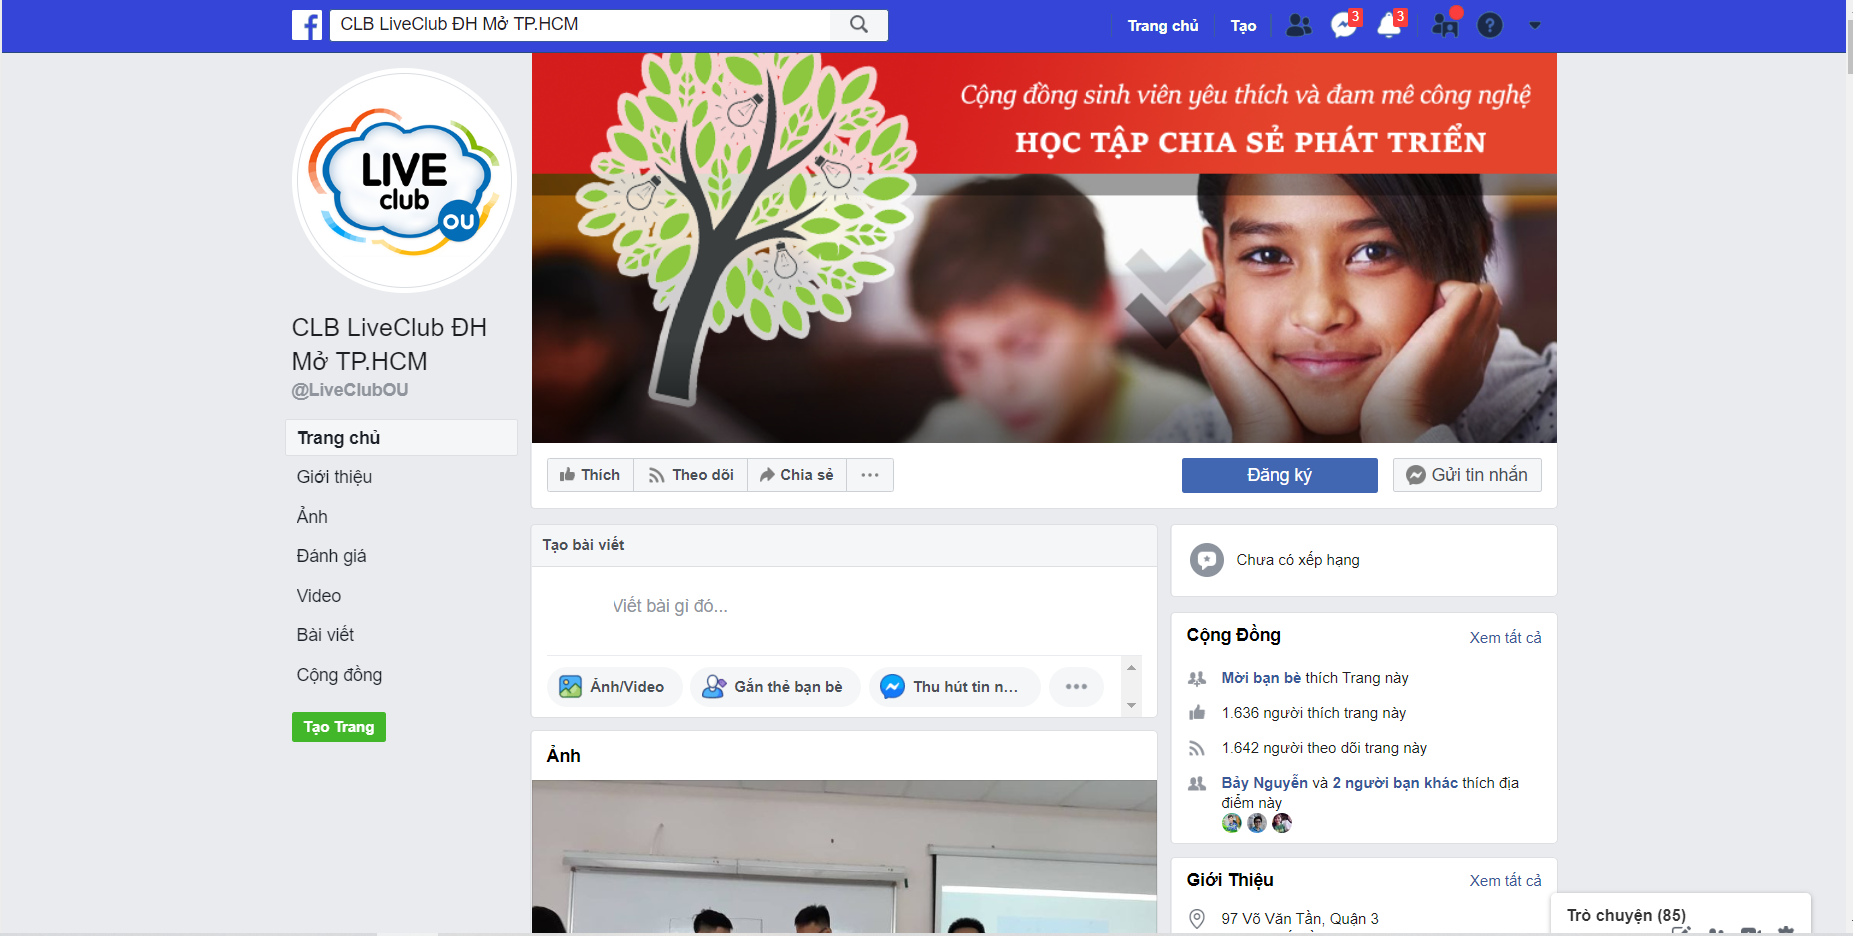 CLB LiveClub ĐH Mở TP.HCM
Trang chủ
Tạo
3
3
LIVE
club
OU
Cộng đồng sinh viên yêu thích và đam mê công nghệ
HỌC TẬP CHIA SẺ PHÁT TRIỂN
CLB LiveClub ĐH
Mở TP.HCM
@LiveClubOU
Trang chủ
Giới thiệu
Ảnh
Đánh giá
Video
Bài viết
Cộng đồng
Tạo Trang
Thích
Theo dõi
Chia sẻ
Đăng ký
Gửi tin nhắn
Tạo bài viết
Viết bài gì đó...
Ảnh/Video
Gắn thẻ bạn bè
Thu hút tin n...
Ảnh
Chưa có xếp hạng
Cộng Đồng
Xem tất cả
Mời bạn bè thích Trang này
1.636 người thích trang này
1.642 người theo dõi trang này
Bảy Nguyễn và 2 người bạn khác thích địa
điểm này
Giới Thiệu
Xem tất cả
97 Võ Văn Tần, Quận 3
Trò chuyện (85)